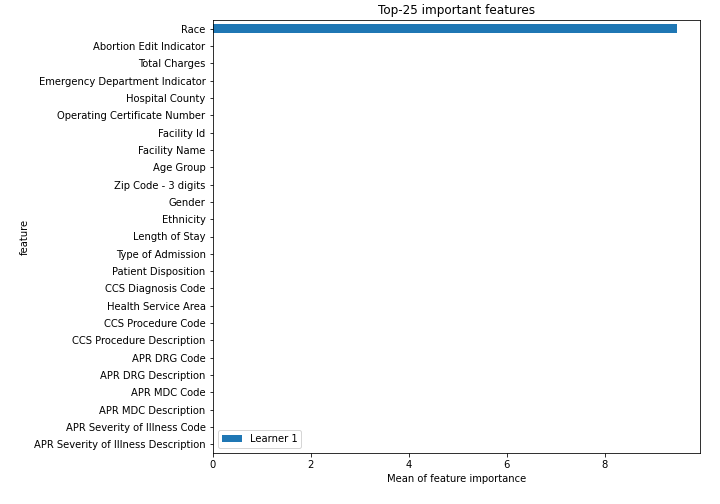 Top-25 important features
Race
Abortion Edit Indicator
Total Charges
Emergency Department Indicator
Hospital County
Operating Certificate Number
Facility Id
Facility Name
Age Group
Zip Code - 3 digits
Gender
Ethnicity
Length of Stay
Type of Admission
Patient Disposition
CCS Diagnosis Code
Health Service Area
CCS Procedure Code
CCS Procedure Description
APR DRG Code
APR DRG Description
APR MDC Code
APR MDC Description
APR Severity of Illness Code
APR Severity of Illness Description
feature
Learner 1
0 2 4 6 8
Mean of feature importance